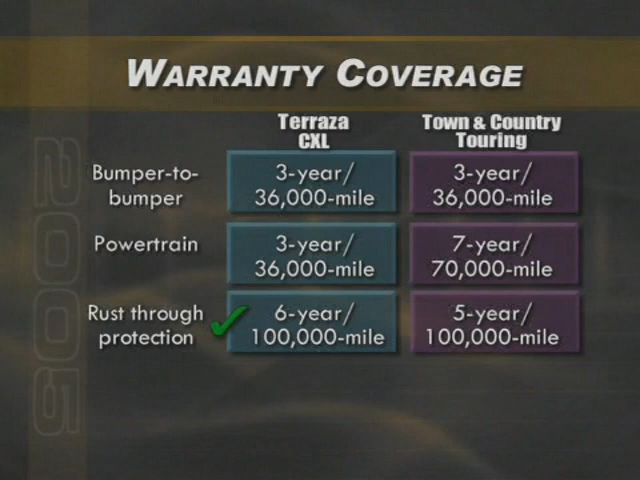 WARRANTY COVERAGE
Terraza
CXL
Town & Country
Touring
Bumper-to-
bumper
3-year/
36,000-mile
3-year/
36,000-mile
Powertrain
3-year/
36,000-mile
7-year/
70,000-mile
Rust through
protection
6-year/
100,000-mile
5-year/
100,000-mile
2005